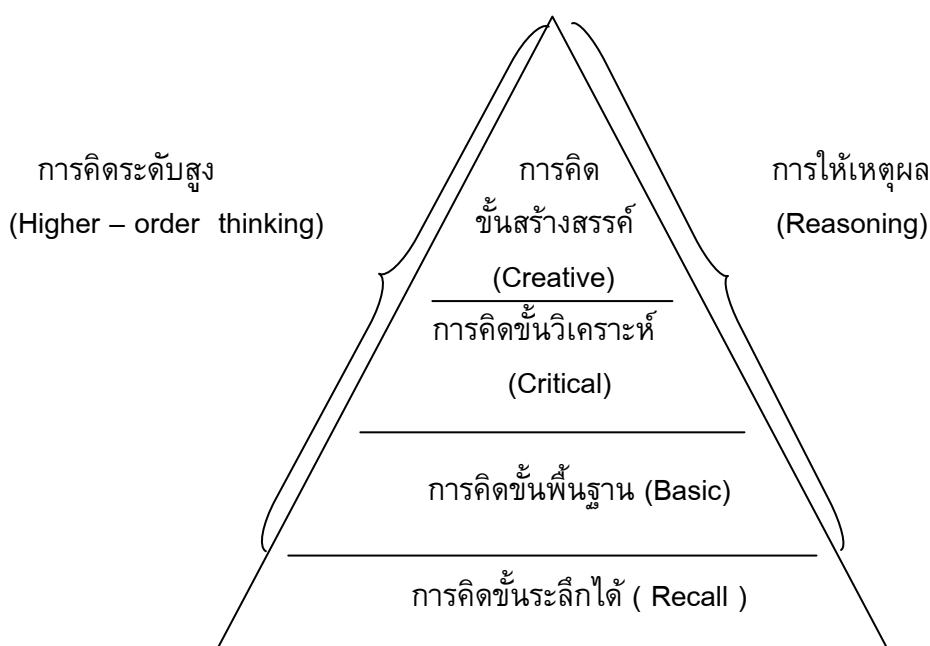 การคิดระดับสูง
(Higher – order thinking)
การคิด
ขั้นสร้างสรรค์
(Creative)
การให้เหตุผล
(Reasoning)
การคิดขั้นวิเคราะห์
(Critical)
การคิดขั้นพื้นฐาน (Basic)
การคิดขั้นระลึกได้ ( Recall )